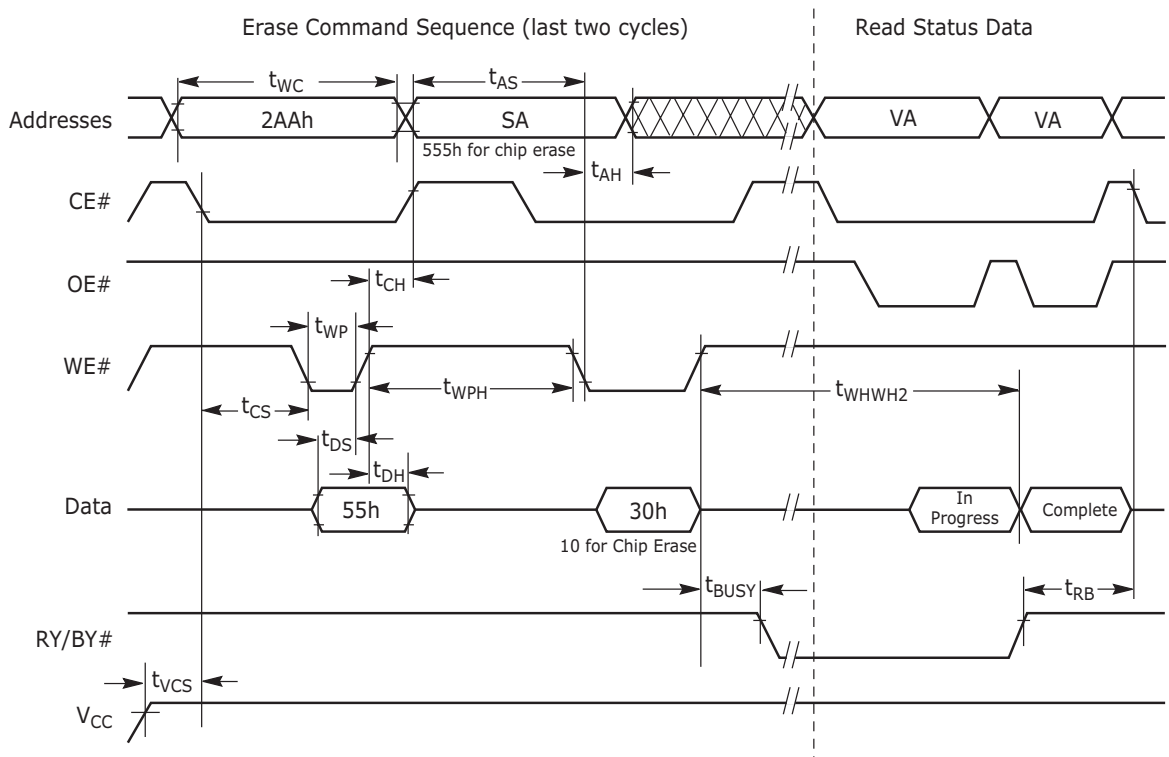 Erase Command Sequence (last two cycles)
Read Status Data
tWC
tAS
Addresses
2AAh
SA
VA
VA
555h for chip erase
tAH
CE#
OE#
tCH
tWP
WE#
tWPH
tWHWH2
tCS
tDS
tDH
Data
55h
30h
In
Progress
Complete
10 for Chip Erase
tBUSY
tRB
RY/BY#
tVCS
VCC